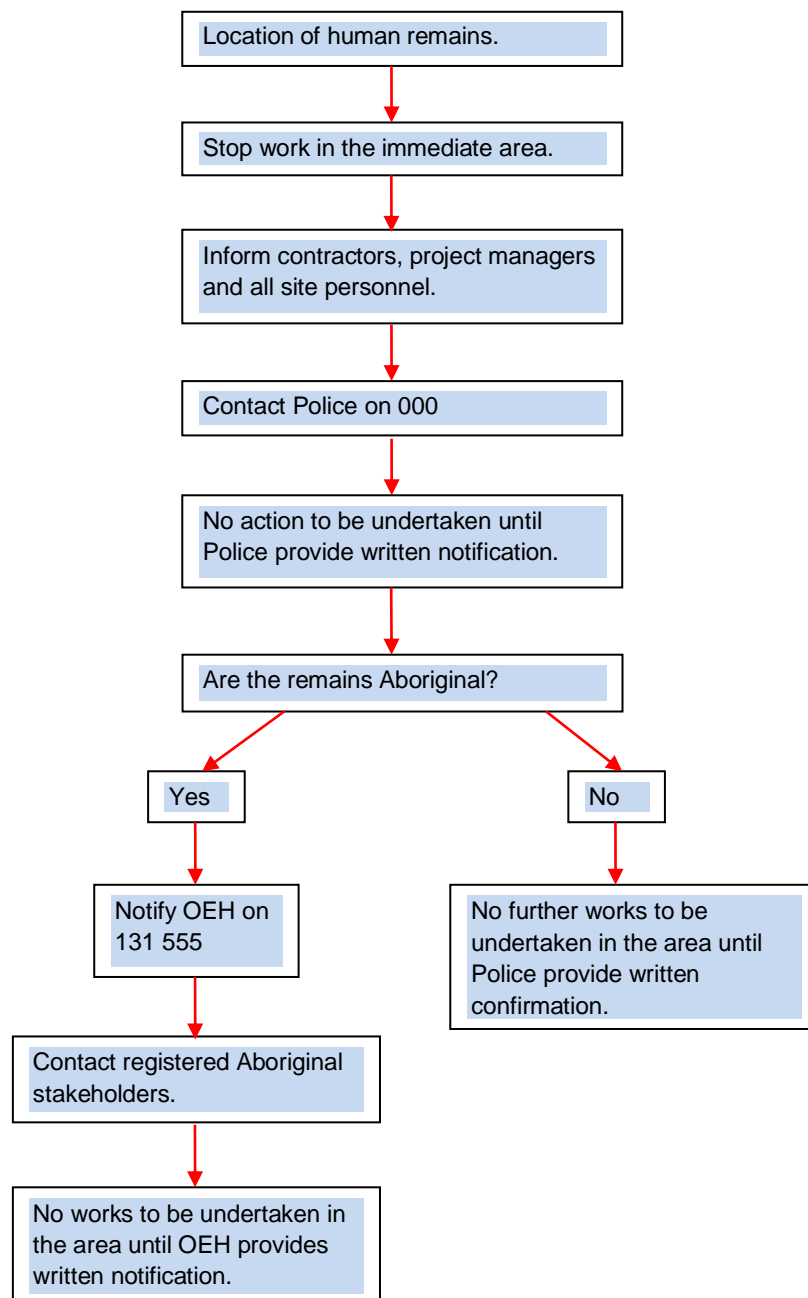 Location of human remains.
Stop work in the immediate area.
Inform contractors, project managers
and all site personnel.
Contact Police on 000
No action to be undertaken until
Police provide written notification.
Are the remains Aboriginal?
Yes
No
Notify OEH on
131 555
No further works to be
undertaken in the area until
Police provide written
confirmation.
Contact registered Aboriginal
stakeholders.
No works to be undertaken in
the area until OEH provides
written notification.